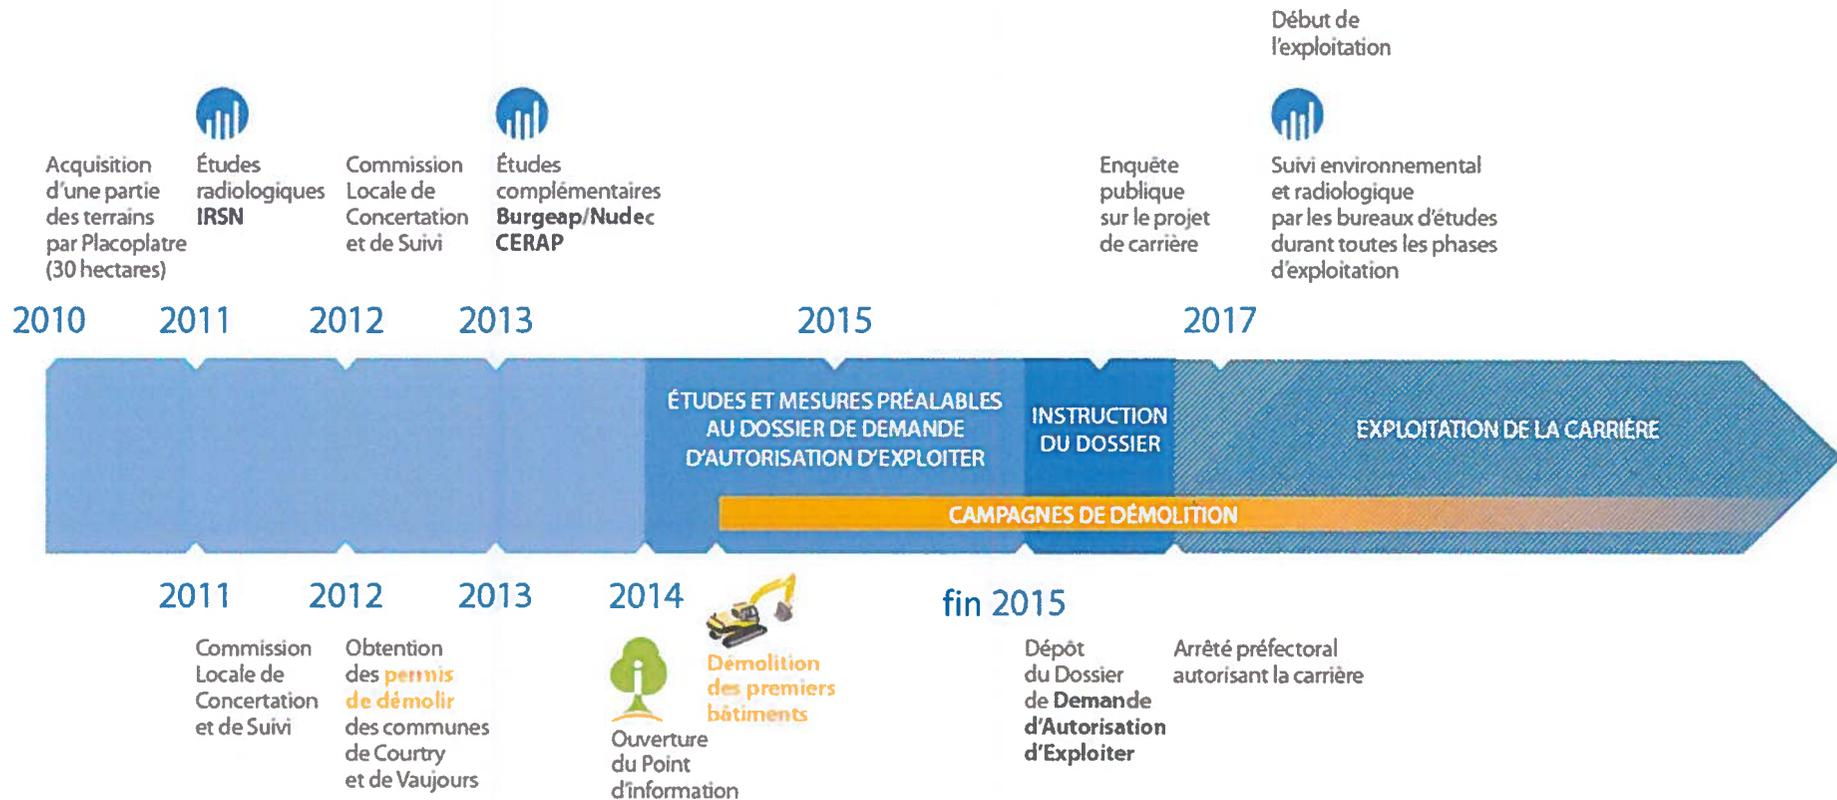 Début de
l'exploitation
Acquisition
d'une partie
des terrains
par Placoplatre
(30 hectares)
Études
radiologiques
IRSN
Commission
Locale de
Concertation
et de Suivi
Études
complémentaires
Burgeap/Nudec
CERAP
Enquête
publique
sur le projet
de carrière
Suivi environnemental
et radiologique
par les bureaux d'études
durant toutes les phases
d'exploitation
2010
2011
2012
2013
2015
2017
ÉTUDES ET MESURES PRÉALABLES
AU DOSSIER DE DEMANDE
D'AUTORISATION D'EXPLOITER
INSTRUCTION
DU DOSSIER
EXPLOITATION DE LA CARRIÈRE
CAMPAGNES DE DÉMOLITION
2011
2012
2013
2014
fin 2015
Commission
Locale de
Concertation
et de Suivi
Obtention
des permis
de démolir
des communes
de Courtry
et de Vaujours
i
Ouverture
du Point
d'information
Démolition
des premiers
bâtiments
Dépôt
du Dossier
de Demande
d'Autorisation
d'Exploiter
Arrêté préfectoral
autorisant la carrière